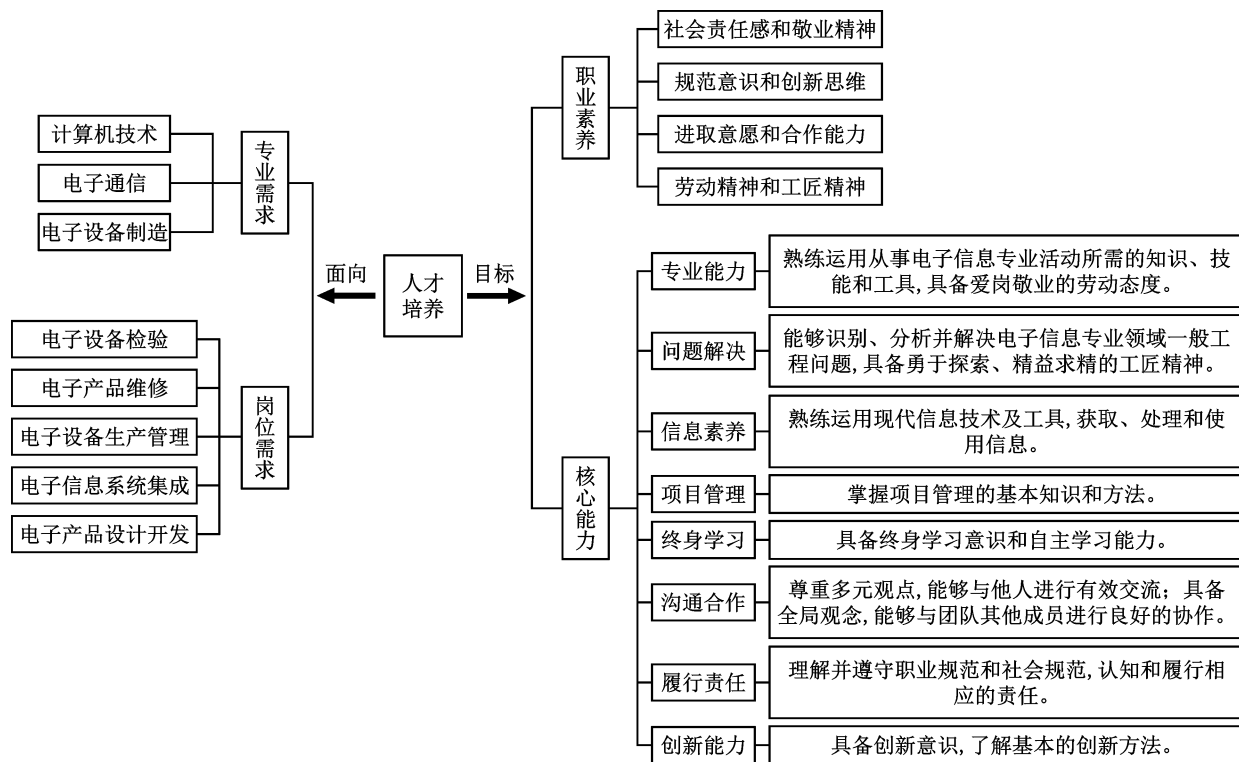 计算机技术
电子通信
电子设备制造
专业需求
电子设备检验
电子产品维修
电子设备生产管理
电子信息系统集成
电子产品设计开发
岗位需求
面向
人才
培养
目标
职业素养
社会责任感和敬业精神
规范意识和创新思维
进取意愿和合作能力
劳动精神和工匠精神
核心能力
专业能力
熟练运用从事电子信息专业活动所需的知识、技
能和工具,具备爱岗敬业的劳动态度。
问题解决
能够识别、分析并解决电子信息专业领域一般工
程问题,具备勇于探索、精益求精的工匠精神。
信息素养
熟练运用现代信息技术及工具,获取、处理和使
用信息。
项目管理
掌握项目管理的基本知识和方法。
终身学习
具备终身学习意识和自主学习能力。
沟通合作
尊重多元观点,能够与他人进行有效交流；具备
全局观念,能够与团队其他成员进行良好的协作。
履行责任
理解并遵守职业规范和社会规范,认知和履行相
应的责任。
创新能力
具备创新意识,了解基本的创新方法。